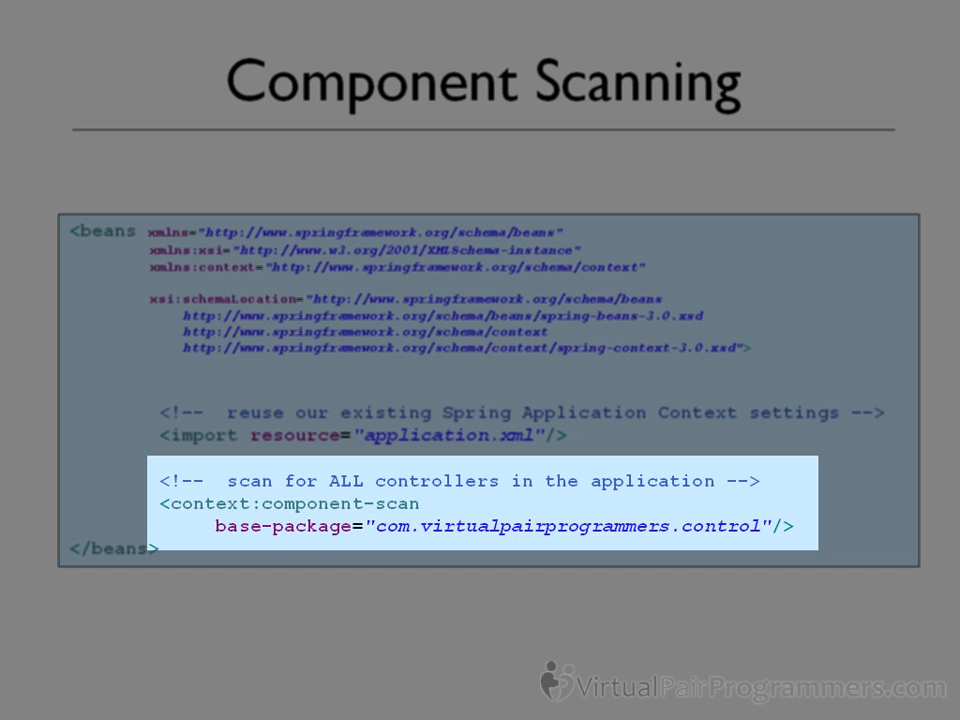 Component Scanning
<beans xmlns="http://www.springframework.org/schema/beans"
xmlns:xsi="http://www.w3.org/2001/XMLSchema-instance"
xmlns:context="http://www.springframework.org/schema/context"
xsi:schemaLocation="http://www.springframework.org/schema/beans
http://www.springframework.org/schema/beans/spring-beans-3.0.xsd
http://www.springframework.org/schema/context
http://www.springframework.org/schema/context/spring-context-3.0.xsd">
<!-- reuse our existing Spring Application Context settings -->
<import resource="application.xml"/>
<!-- scan for ALL controllers in the application -->
<context:component-scan
base-package="com.virtualpairprogrammers.control"/>
</beans>
VirtualPairProgrammers.com